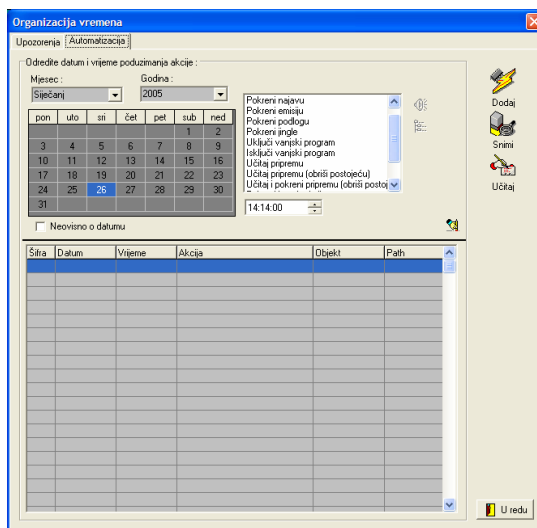 Organizacija vremena
Upozorenja Automatizacija
Odredite datum i vrijeme poduzimanja akcije :
Mjesec : Godina :
Siječanj 2005
pon uto sri čet pet sub ned
1 2
3 4 5 6 7 8 9
10 11 12 13 14 15 16
17 18 19 20 21 22 23
24 25 26 27 28 29 30
31
Neovisno o datumu
Pokreni najavu
Pokreni emisiju
Pokreni podlogu
Pokreni jingle
Uključi vanjski program
Isključi vanjski program
Učitaj pripremu
Učitaj pripremu (obriši postojeću)
Učitaj i pokreni pripremu (obriši postoj
14:14:00
Dodaj
Snimi
Učitaj
Šifra Datum Vrijeme Akcija Objekt Path
U redu